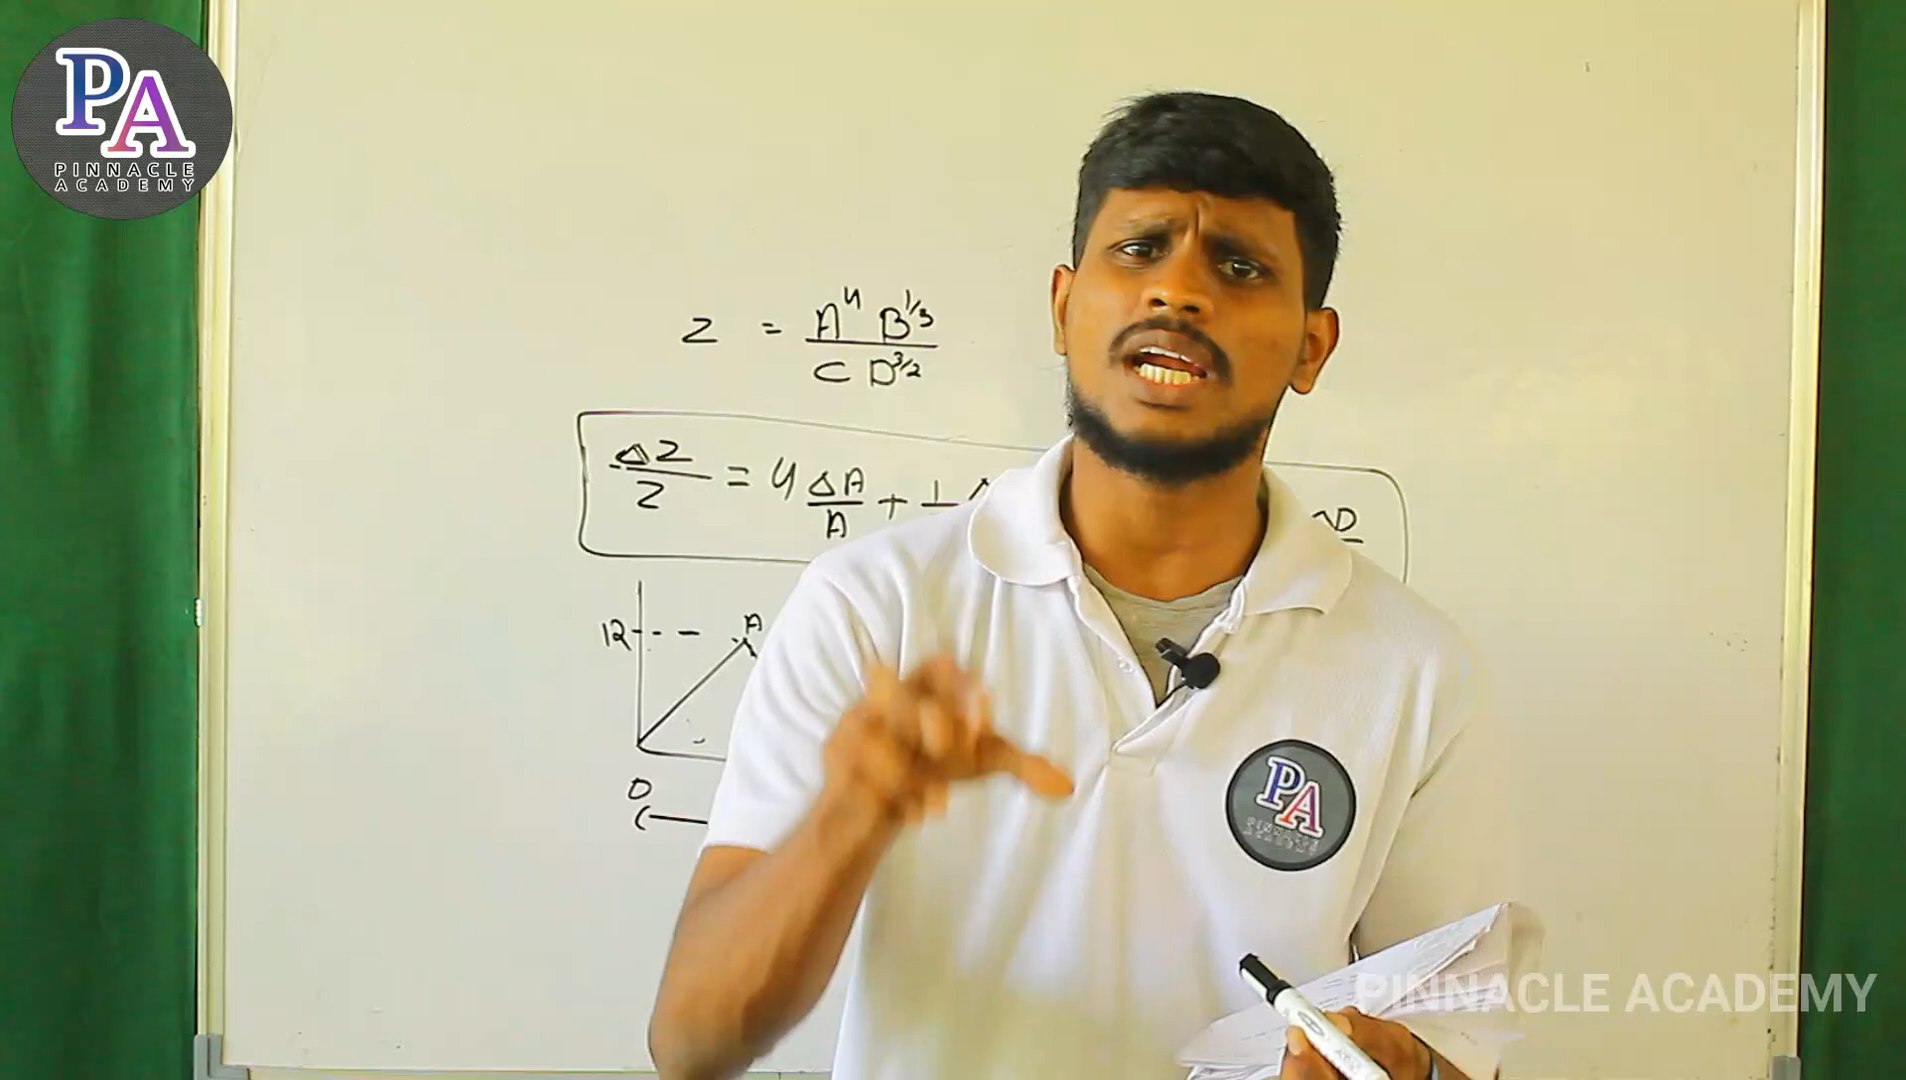 PA
PINNACLE
ACADEMY
Z = A⁴ B^1/3
C D^3/2
ΔZ = 4 ΔA + 1
Z A
D
12 A
O
PA
PINNACLE ACADEMY